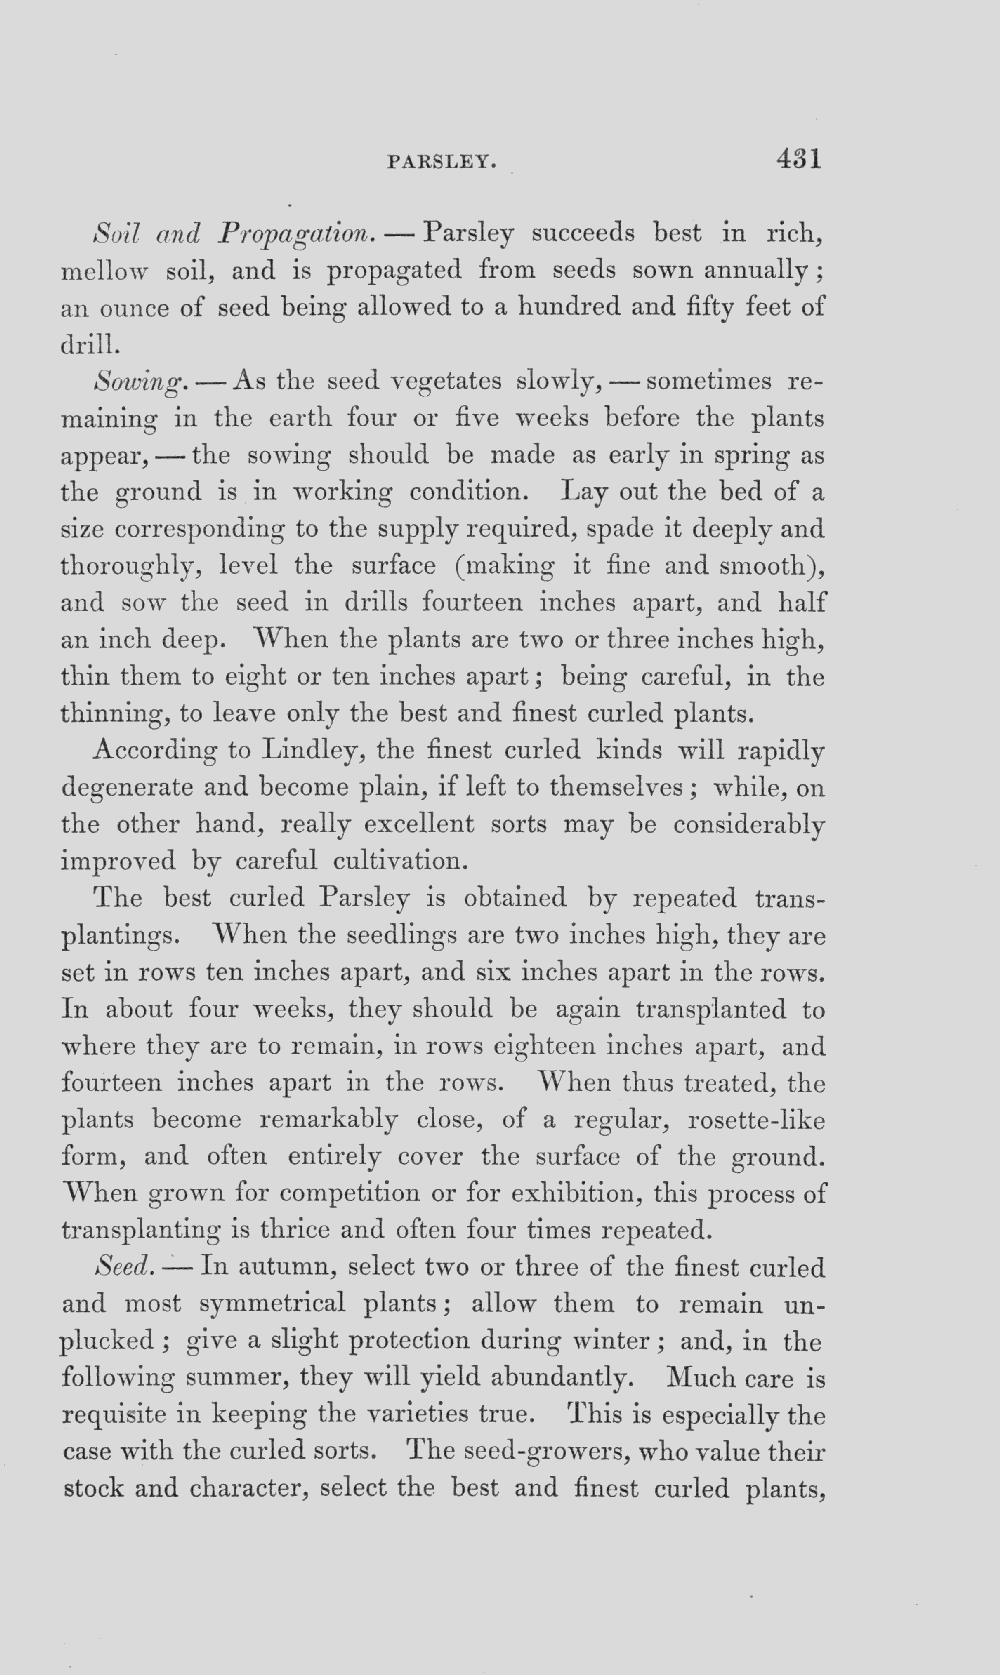 PARSLEY. 431
Soil and Propagation. — Parsley succeeds best in rich,
mellow soil, and is propagated from seeds sown annually ;
an ounce of seed being allowed to a hundred and fifty feet of
drill.
Sowing. — As the seed vegetates slowly, — sometimes re-
maining in the earth four or five weeks before the plants
appear, — the sowing should be made as early in spring as
the ground is in working condition. Lay out the bed of a
size corresponding to the supply required, spade it deeply and
thoroughly, level the surface (making it fine and smooth),
and sow the seed in drills fourteen inches apart, and half
an inch deep. When the plants are two or three inches high,
thin them to eight or ten inches apart ; being careful, in the
thinning, to leave only the best and finest curled plants.
According to Lindley, the finest curled kinds will rapidly
degenerate and become plain, if left to themselves ; while, on
the other hand, really excellent sorts may be considerably
improved by careful cultivation.
The best curled Parsley is obtained by repeated trans-
plantings. When the seedlings are two inches high, they are
set in rows ten inches apart, and six inches apart in the rows.
In about four weeks, they should be again transplanted to
where they are to remain, in rows eighteen inches apart, and
fourteen inches apart in the rows. When thus treated, the
plants become remarkably close, of a regular, rosette-like
form, and often entirely cover the surface of the ground.
When grown for competition or for exhibition, this process of
transplanting is thrice and often four times repeated.
Seed. — In autumn, select two or three of the finest curled
and most symmetrical plants ; allow them to remain un-
plucked ; give a slight protection during winter ; and, in the
following summer, they will yield abundantly. Much care is
requisite in keeping the varieties true. This is especially the
case with the curled sorts. The seed-growers, who value their
stock and character, select the best and finest curled plants,